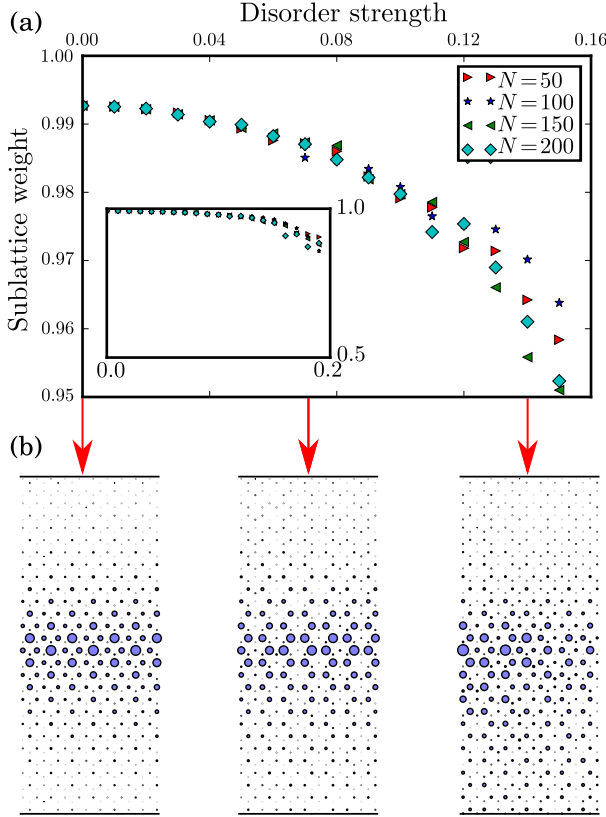 (a)
Disorder strength
0.00 0.04 0.08 0.12 0.16
Sublattice weight
1.00
0.99
0.98
0.97
0.96
0.95
N = 50
N = 100
N = 150
N = 200
1.0
0.5
0.0 0.2
(b)